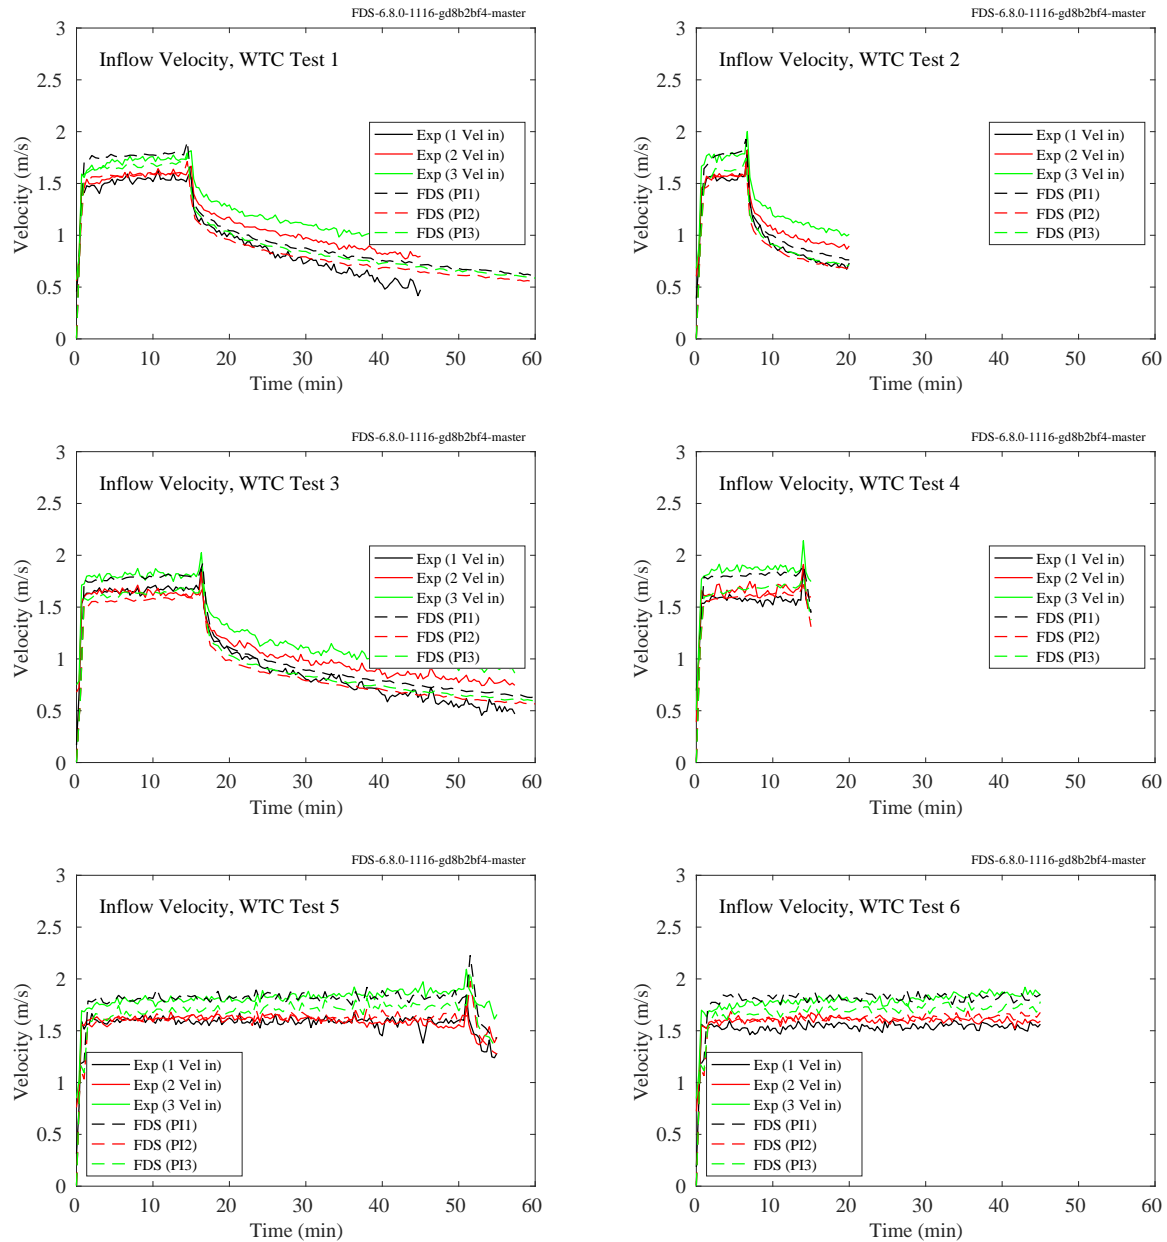 FDS-6.8.0-1116-gd8b2bf4-master
Inflow Velocity, WTC Test 1
Exp (1 Vel in)
Exp (2 Vel in)
Exp (3 Vel in)
FDS (PI1)
FDS (PI2)
FDS (PI3)
Velocity (m/s)
3
2.5
2
1.5
1
0.5
0
0 10 20 30 40 50 60
Time (min)
FDS-6.8.0-1116-gd8b2bf4-master
Inflow Velocity, WTC Test 2
Exp (1 Vel in)
Exp (2 Vel in)
Exp (3 Vel in)
FDS (PI1)
FDS (PI2)
FDS (PI3)
Velocity (m/s)
3
2.5
2
1.5
1
0.5
0
0 10 20 30 40 50 60
Time (min)
FDS-6.8.0-1116-gd8b2bf4-master
Inflow Velocity, WTC Test 3
Exp (1 Vel in)
Exp (2 Vel in)
Exp (3 Vel in)
FDS (PI1)
FDS (PI2)
FDS (PI3)
Velocity (m/s)
3
2.5
2
1.5
1
0.5
0
0 10 20 30 40 50 60
Time (min)
FDS-6.8.0-1116-gd8b2bf4-master
Inflow Velocity, WTC Test 4
Exp (1 Vel in)
Exp (2 Vel in)
Exp (3 Vel in)
FDS (PI1)
FDS (PI2)
FDS (PI3)
Velocity (m/s)
3
2.5
2
1.5
1
0.5
0
0 10 20 30 40 50 60
Time (min)
FDS-6.8.0-1116-gd8b2bf4-master
Inflow Velocity, WTC Test 5
Exp (1 Vel in)
Exp (2 Vel in)
Exp (3 Vel in)
FDS (PI1)
FDS (PI2)
FDS (PI3)
Velocity (m/s)
3
2.5
2
1.5
1
0.5
0
0 10 20 30 40 50 60
Time (min)
FDS-6.8.0-1116-gd8b2bf4-master
Inflow Velocity, WTC Test 6
Exp (1 Vel in)
Exp (2 Vel in)
Exp (3 Vel in)
FDS (PI1)
FDS (PI2)
FDS (PI3)
Velocity (m/s)
3
2.5
2
1.5
1
0.5
0
0 10 20 30 40 50 60
Time (min)